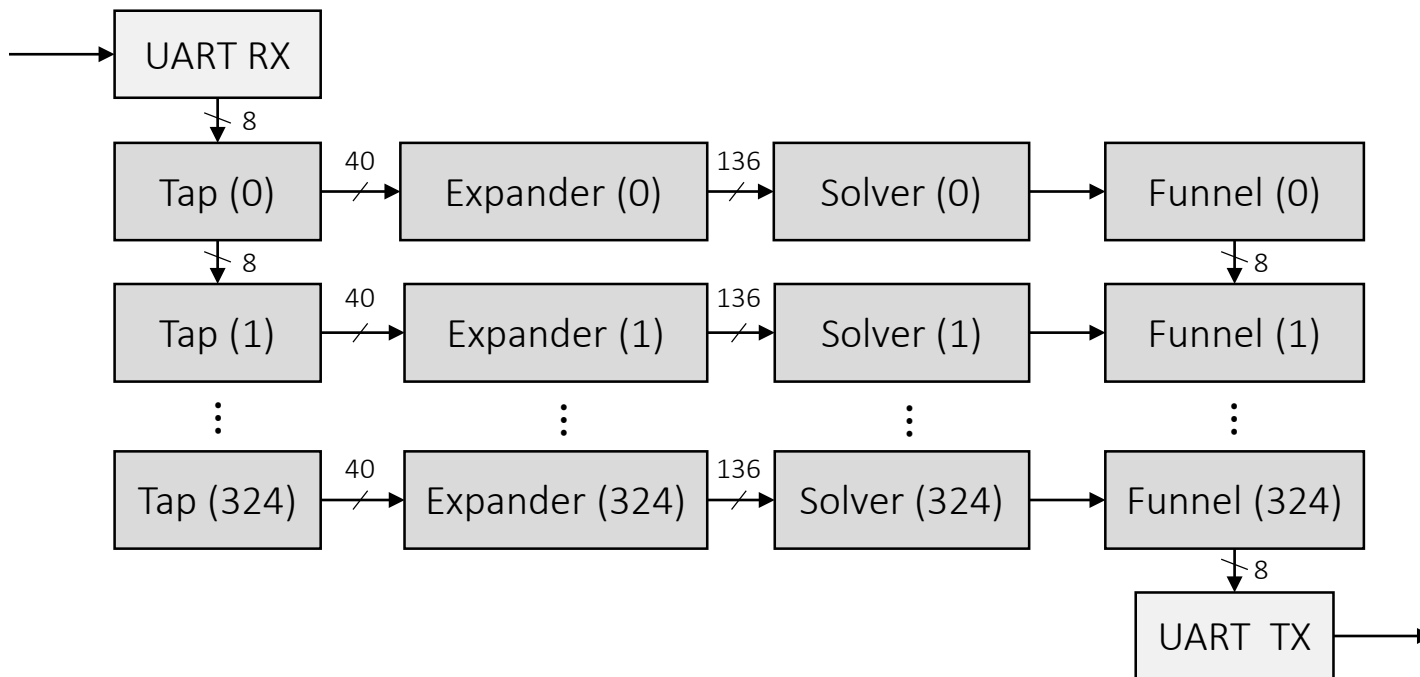 UART RX
8
40
136
Tap (0)
Expander (0)
Solver (0)
Funnel (0)
8
8
40
136
Tap (1)
Expander (1)
Solver (1)
Funnel (1)
40
136
Tap (324)
Expander (324)
Solver (324)
Funnel (324)
8
UART TX